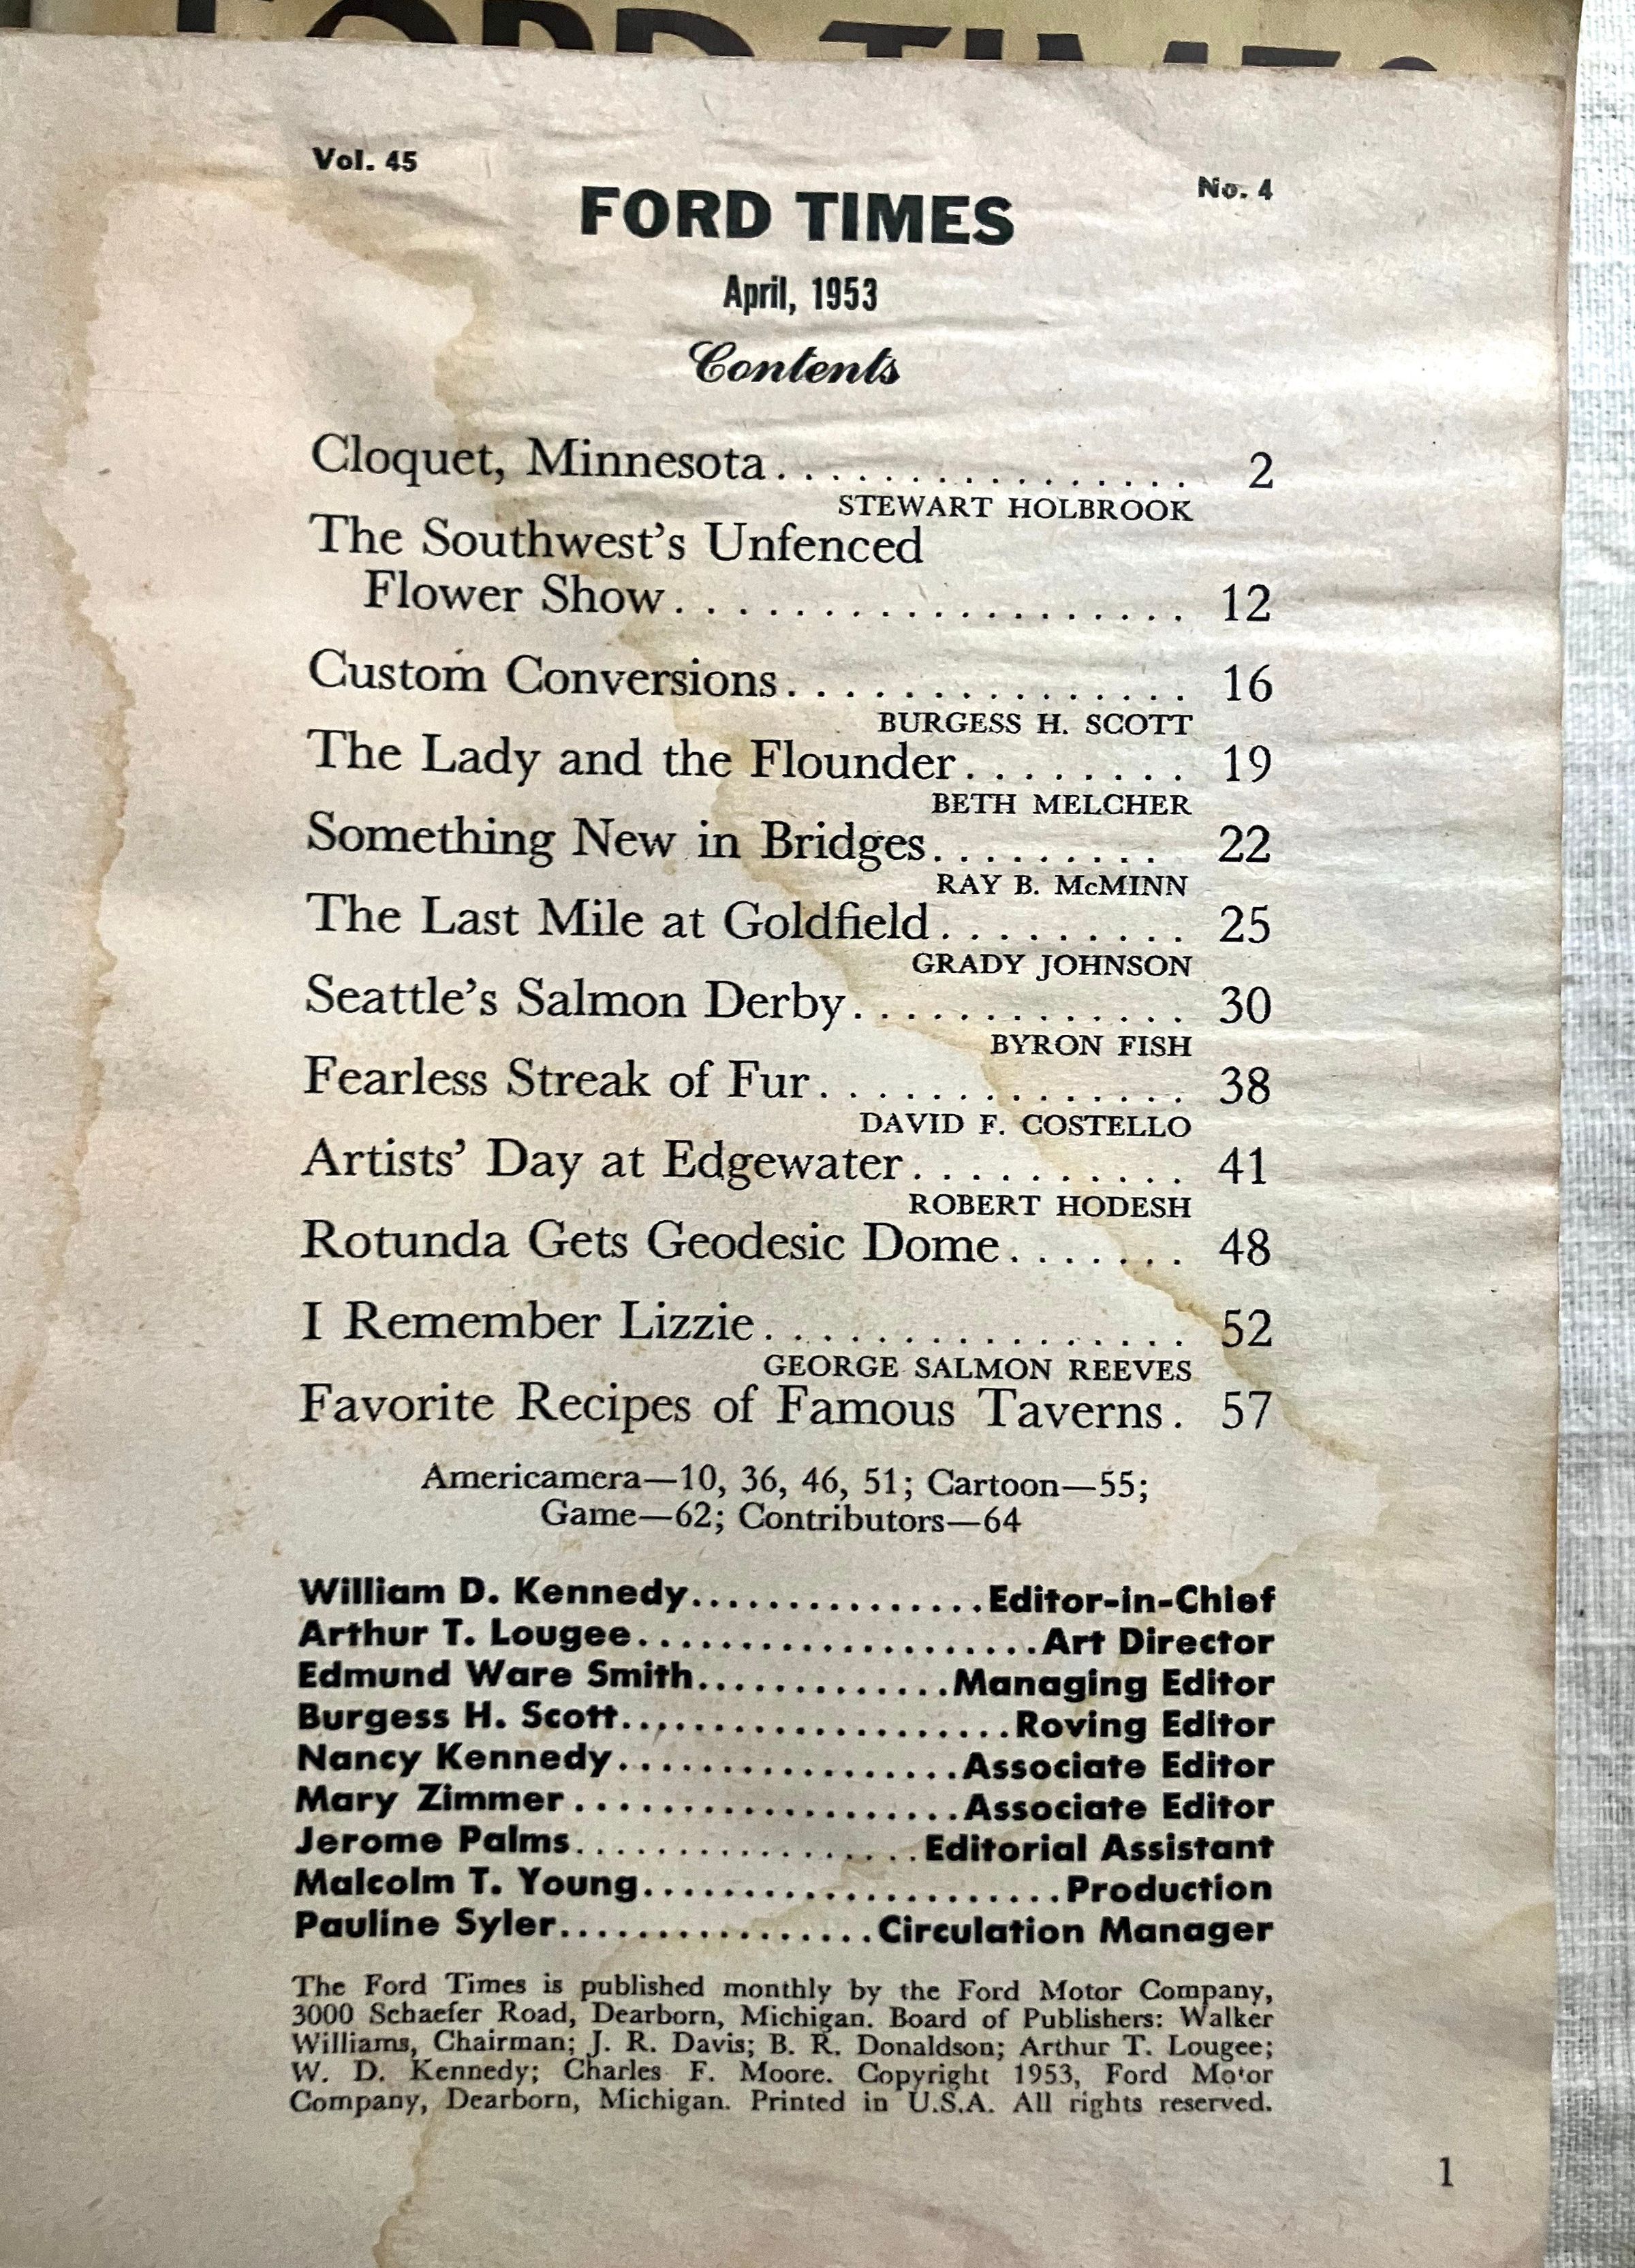 FORD TIMES
Vol. 45
No. 4
FORD TIMES
April, 1953
Contents
Cloquet, Minnesota................ 2
STEWART HOLBROOK
The Southwest's Unfenced
Flower Show................... 12
Custom Conversions............... 16
BURGESS H. SCOTT
The Lady and the Flounder........ 19
BETH MELCHER
Something New in Bridges......... 22
RAY B. McMINN
The Last Mile at Goldfield......... 25
GRADY JOHNSON
Seattle's Salmon Derby............. 30
BYRON FISH
Fearless Streak of Fur.............. 38
DAVID F. COSTELLO
Artists' Day at Edgewater........... 41
ROBERT HODESH
Rotunda Gets Geodesic Dome....... 48
I Remember Lizzie................ 52
GEORGE SALMON REEVES
Favorite Recipes of Famous Taverns. 57
Americamera—10, 36, 46, 51; Cartoon—55;
Game—62; Contributors—64
William D. Kennedy................Editor-in-Chief
Arthur T. Lougee.....................Art Director
Edmund Ware Smith.............Managing Editor
Burgess H. Scott.....................Roving Editor
Nancy Kennedy..................Associate Editor
Mary Zimmer....................Associate Editor
Jerome Palms..................Editorial Assistant
Malcolm T. Young......................Production
Pauline Syler................Circulation Manager
The Ford Times is published monthly by the Ford Motor Company,
3000 Schaefer Road, Dearborn, Michigan. Board of Publishers: Walker
Williams, Chairman; J. R. Davis; B. R. Donaldson; Arthur T. Lougee;
W. D. Kennedy; Charles F. Moore. Copyright 1953, Ford Motor
Company, Dearborn, Michigan. Printed in U.S.A. All rights reserved.
1